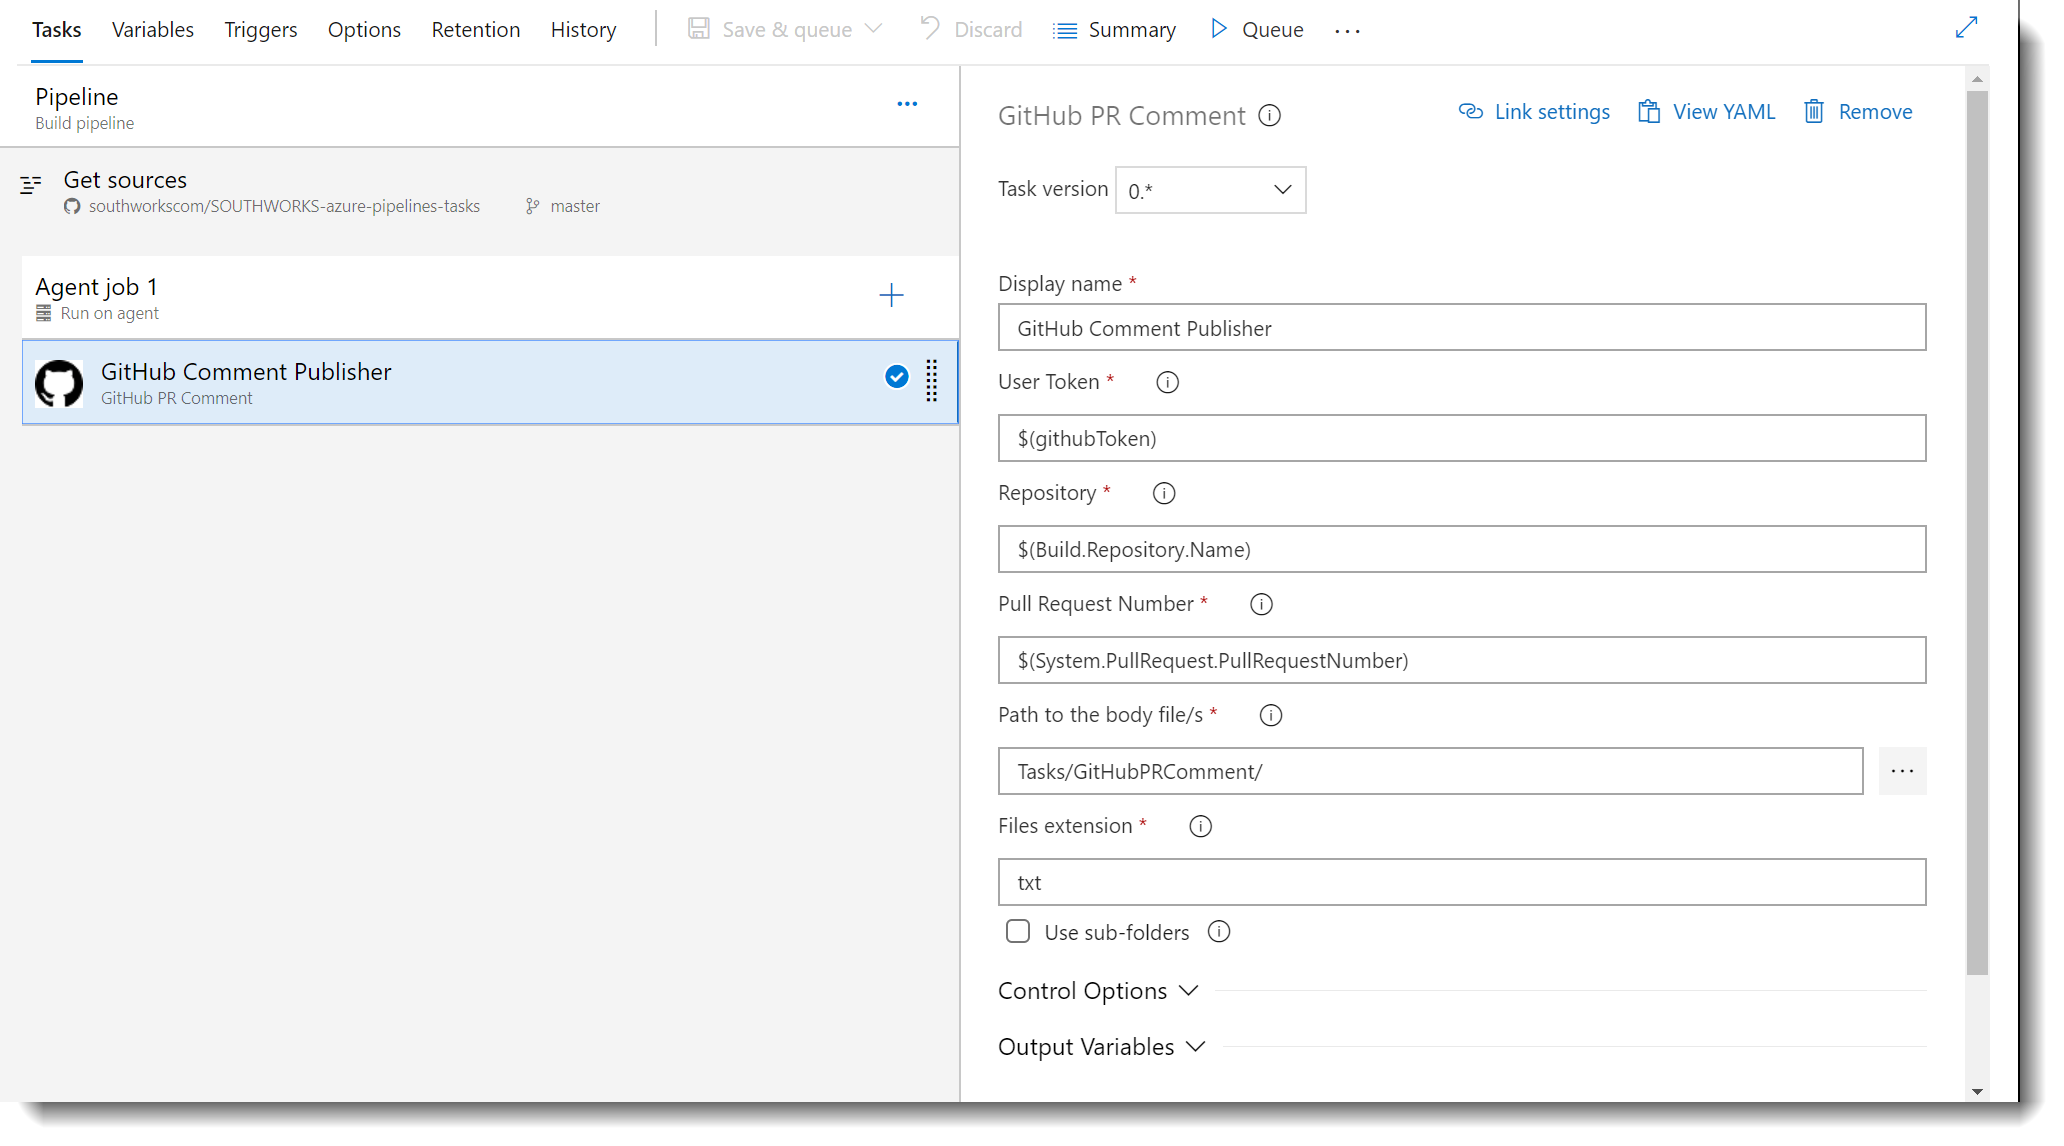 Tasks Variables Triggers Options Retention History Save & queue Discard Summary Queue ...
Pipeline
Build pipeline
Get sources
southworkscom/SOUTHWORKS-azure-pipelines-tasks master
Agent job 1
Run on agent
GitHub Comment Publisher
GitHub PR Comment
GitHub PR Comment Link settings View YAML Remove
Task version 0.*
Display name *
GitHub Comment Publisher
User Token *
$(githubToken)
Repository *
$(Build.Repository.Name)
Pull Request Number *
$(System.PullRequest.PullRequestNumber)
Path to the body file/s *
Tasks/GitHubPRComment/
Files extension *
txt
Use sub-folders
Control Options
Output Variables